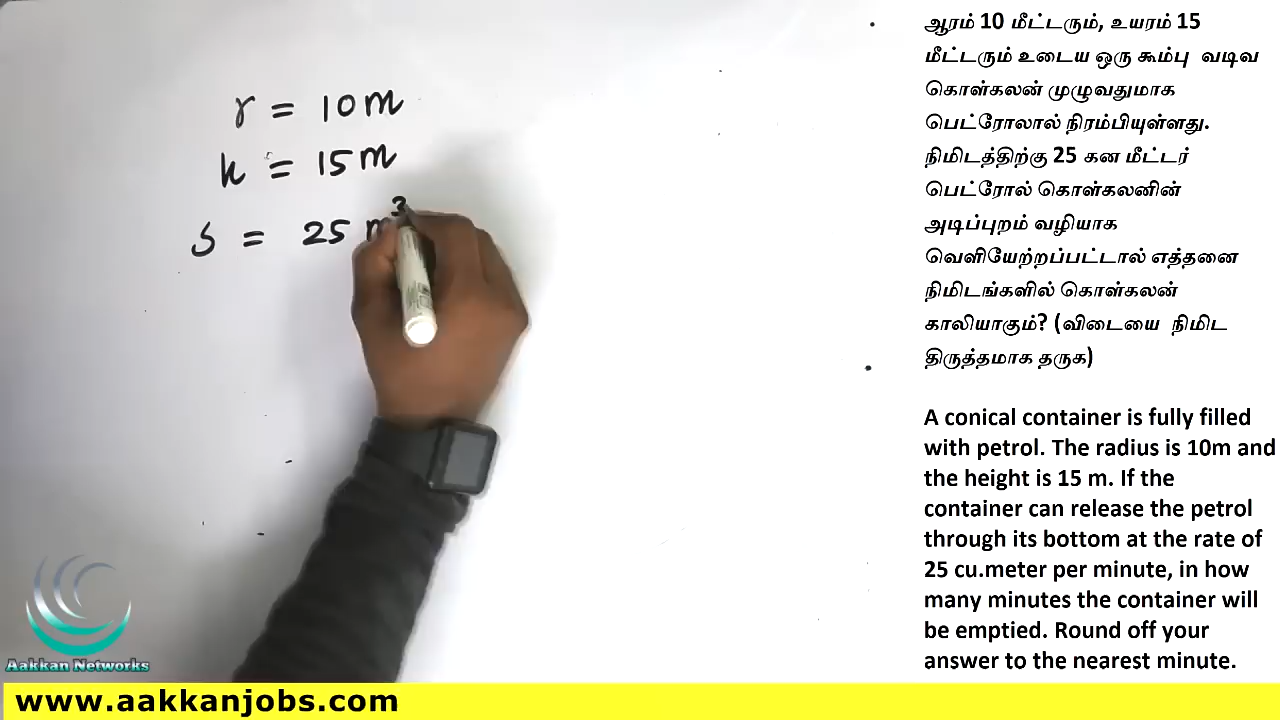 r = 10 m
h = 15 m
S = 25 m³
ஆரம் 10 மீட்டரும், உயரம் 15
மீட்டரும் உடைய ஒரு கூம்பு வடிவ
கொள்கலன் முழுவதுமாக
பெட்ரோலால் நிரம்பியுள்ளது.
நிமிடத்திற்கு 25 கன மீட்டர்
பெட்ரோல் கொள்கலனின்
அடிப்புறம் வழியாக
வெளியேற்றப்பட்டால் எத்தனை
நிமிடங்களில் கொள்கலன்
காலியாகும்? (விடையை நிமிட
திருத்தமாக தருக)
A conical container is fully filled
with petrol. The radius is 10m and
the height is 15 m. If the
container can release the petrol
through its bottom at the rate of
25 cu.meter per minute, in how
many minutes the container will
be emptied. Round off your
answer to the nearest minute.
Aakkan Networks
www.aakkanjobs.com